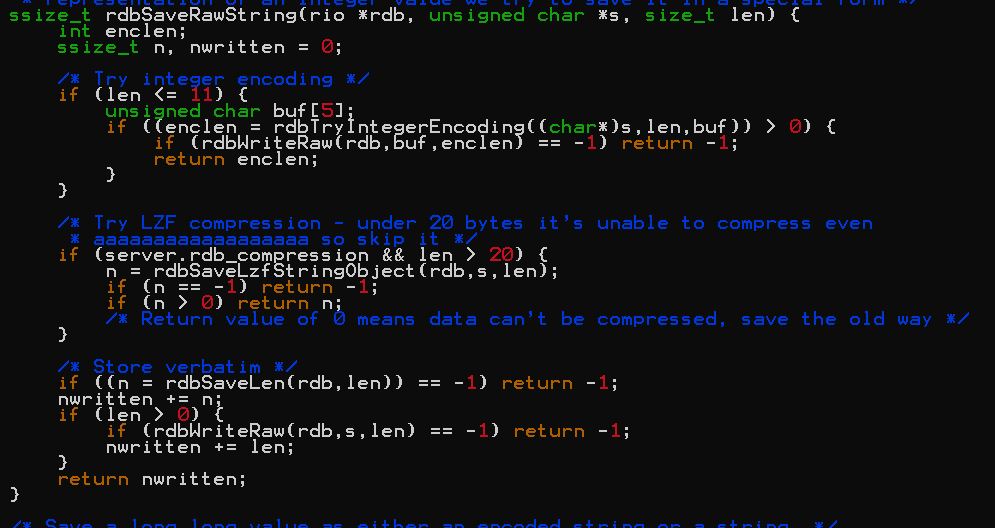 * representation of an integer value we try to save it in a special form */
ssize_t rdbSaveRawString(rio *rdb, unsigned char *s, size_t len) {
    int enclen;
    ssize_t n, nwritten = 0;

    /* Try integer encoding */
    if (len <= 11) {
        unsigned char buf[5];
        if ((enclen = rdbTryIntegerEncoding((char*)s,len,buf)) > 0) {
            if (rdbWriteRaw(rdb,buf,enclen) == -1) return -1;
            return enclen;
        }
    }

    /* Try LZF compression - under 20 bytes it's unable to compress even
     * aaaaaaaaaaaaaaaaaa so skip it */
    if (server.rdb_compression && len > 20) {
        n = rdbSaveLzfStringObject(rdb,s,len);
        if (n == -1) return -1;
        if (n > 0) return n;
        /* Return value of 0 means data can't be compressed, save the old way */
    }

    /* Store verbatim */
    if ((n = rdbSaveLen(rdb,len)) == -1) return -1;
    nwritten += n;
    if (len > 0) {
        if (rdbWriteRaw(rdb,s,len) == -1) return -1;
        nwritten += len;
    }
    return nwritten;
}

/* Save a long long value as either an encoded string or a string. */